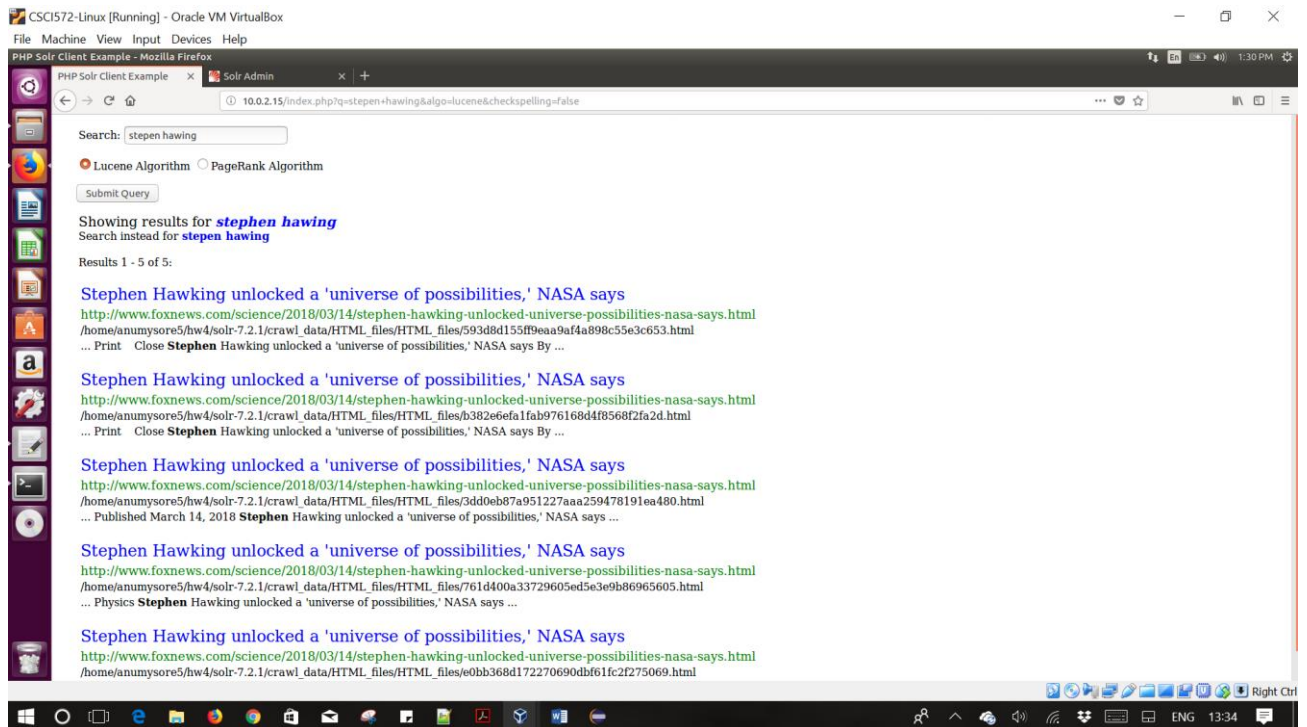 CSCI572-Linux [Running] - Oracle VM VirtualBox
File Machine View Input Devices Help
PHP Solr Client Example - Mozilla Firefox
En 1:30 PM
PHP Solr Client Example × Solr Admin × +
10.0.2.15/index.php?q=stepen+hawing&algo=lucene&checkspelling=false
Search: stepen hawing
Lucene Algorithm PageRank Algorithm
Submit Query
Showing results for stephen hawing
Search instead for stepen hawing
Results 1 - 5 of 5:
Stephen Hawking unlocked a 'universe of possibilities,' NASA says
http://www.foxnews.com/science/2018/03/14/stephen-hawking-unlocked-universe-possibilities-nasa-says.html
/home/anumysore5/hw4/solr-7.2.1/crawl_data/HTML_files/HTML_files/593d8d155ff9eaa9af4a898c55e3c653.html
... Print Close Stephen Hawking unlocked a 'universe of possibilities,' NASA says By ...
Stephen Hawking unlocked a 'universe of possibilities,' NASA says
http://www.foxnews.com/science/2018/03/14/stephen-hawking-unlocked-universe-possibilities-nasa-says.html
/home/anumysore5/hw4/solr-7.2.1/crawl_data/HTML_files/HTML_files/b382e6efa1fab976168d4f8568f2fa2d.html
... Print Close Stephen Hawking unlocked a 'universe of possibilities,' NASA says By ...
Stephen Hawking unlocked a 'universe of possibilities,' NASA says
http://www.foxnews.com/science/2018/03/14/stephen-hawking-unlocked-universe-possibilities-nasa-says.html
/home/anumysore5/hw4/solr-7.2.1/crawl_data/HTML_files/HTML_files/3dd0eb87a951227aaa259478191ea480.html
... Published March 14, 2018 Stephen Hawking unlocked a 'universe of possibilities,' NASA says ...
Stephen Hawking unlocked a 'universe of possibilities,' NASA says
http://www.foxnews.com/science/2018/03/14/stephen-hawking-unlocked-universe-possibilities-nasa-says.html
/home/anumysore5/hw4/solr-7.2.1/crawl_data/HTML_files/HTML_files/761d400a33729605ed5e3e9b86965605.html
... Physics Stephen Hawking unlocked a 'universe of possibilities,' NASA says ...
Stephen Hawking unlocked a 'universe of possibilities,' NASA says
http://www.foxnews.com/science/2018/03/14/stephen-hawking-unlocked-universe-possibilities-nasa-says.html
/home/anumysore5/hw4/solr-7.2.1/crawl_data/HTML_files/HTML_files/e0bb368d172270690dbf61fc2f275069.html
Right Ctrl
ENG 13:34